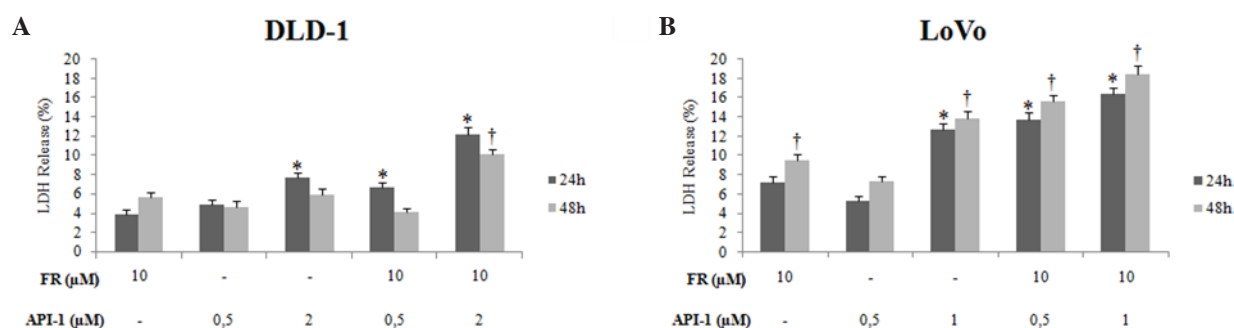 A
DLD-1
LDH Release (%)
20
18
16
14
12
10
8
6
4
2
0
* * * †
24h
48h
FR (µM) 10 - - 10 10
API-1 (µM) - 0,5 2 0,5 2
B
LoVo
LDH Release (%)
20
18
16
14
12
10
8
6
4
2
0
† * † * † * †
24h
48h
FR (µM) 10 - - 10 10
API-1 (µM) - 0,5 1 0,5 1